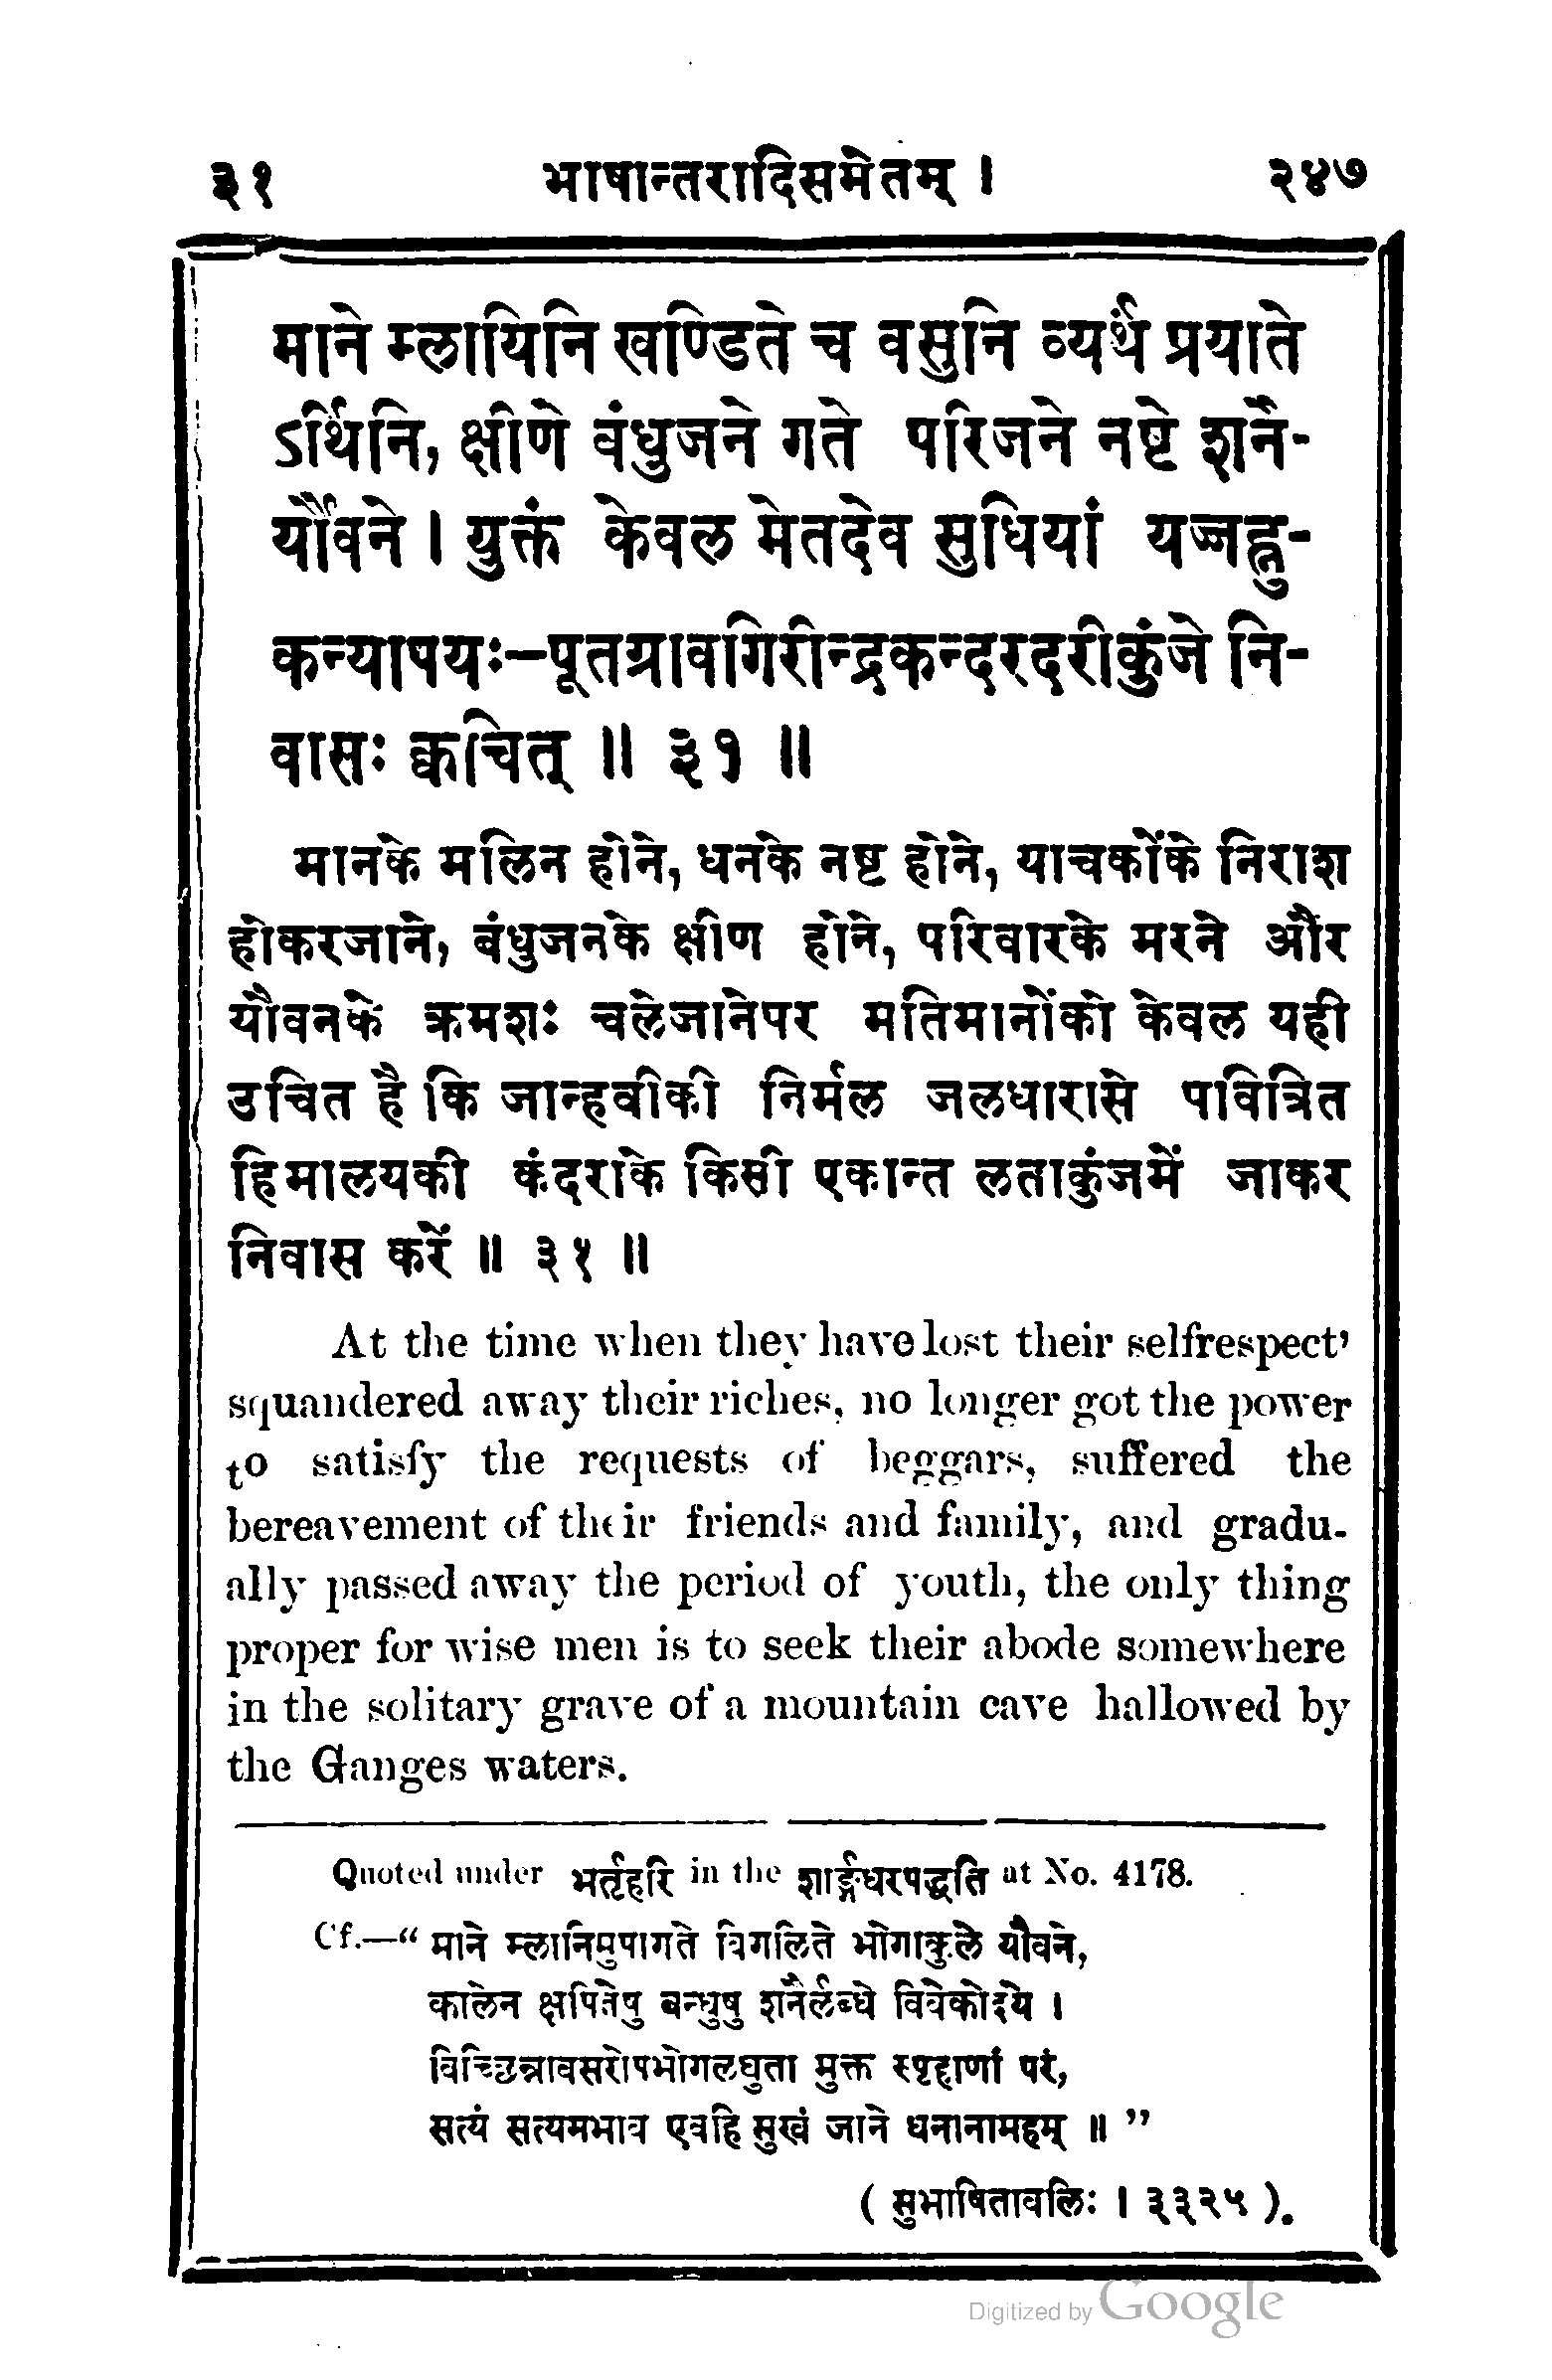 ३१ भाषान्तरादिसमेतम् । २४७
माने म्लायिनि खण्डिते च वसुनि व्यर्थे प्रयाते
ऽर्थिनि, क्षीणे बंधुजने गते परिजने नष्टे शनै-
र्यौवने । युक्तं केवल मेतदेव सुधियां यज्जह्नु-
कन्यापयः—पूतग्रावगिरीन्द्रकन्दरदरीकुंजे नि-
वासः क्वचित् ॥ ३१ ॥
मानके मलिन होने, धनके नष्ट होने, याचकोंके निराश
होकरजाने, बंधुजनके क्षीण होने, परिवारके मरने और
यौवनके क्रमशः चलेजानेपर मतिमानोंको केवल यही
उचित है कि जान्हवीकी निर्मल जलधारासे पवित्रित
हिमालयकी कंदराके किसी एकान्त लताकुंजमें जाकर
निवास करें ॥ ३१ ॥
At the time when they have lost their selfrespect’
squandered away their riches, no longer got the power
to satisfy the requests of beggars, suffered the
bereavement of their friends and family, and gradu-
ally passed away the period of youth, the only thing
proper for wise men is to seek their abode somewhere
in the solitary grave of a mountain cave hallowed by
the Ganges waters.
Quoted under भर्तृहरि in the शार्ङ्गधरपद्धति at No. 4178.
Cf.—“ माने म्लानिमुपागते विगलिते भोगाकुले यौवने,
कालेन क्षपितेषु बन्धुषु शनैर्लब्धे विवेकोदये ।
विच्छिन्नावसरोपभोगलघुता मुक्त स्पृहाणां परं,
सत्यं सत्यमभाव एवहि सुखं जाने धनानामहम् ॥ ”
( सुभाषितावलिः । ३३२५ ).
Digitized by Google